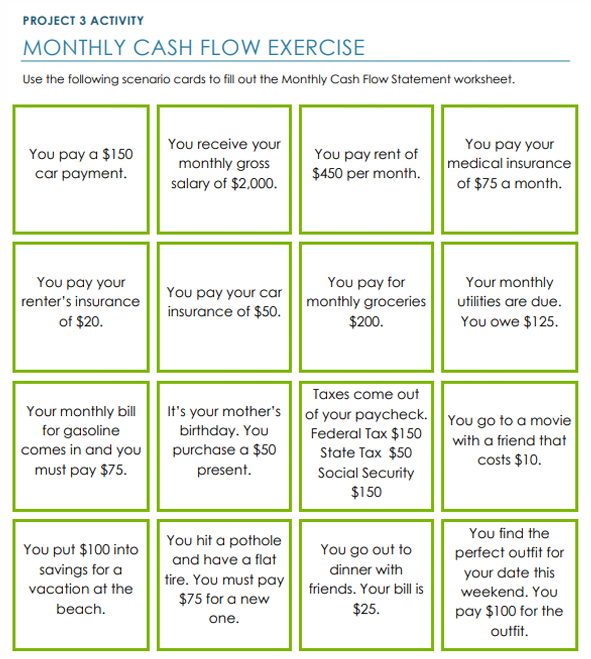 PROJECT 3 ACTIVITY
MONTHLY CASH FLOW EXERCISE
Use the following scenario cards to fill out the Monthly Cash Flow Statement worksheet.
You pay a $150
car payment.
You receive your
monthly gross
salary of $2,000.
You pay rent of
$450 per month.
You pay your
medical insurance
of $75 a month.
You pay your
renter’s insurance
of $20.
You pay your car
insurance of $50.
You pay for
monthly groceries
$200.
Your monthly
utilities are due.
You owe $125.
Your monthly bill
for gasoline
comes in and you
must pay $75.
It’s your mother’s
birthday. You
purchase a $50
present.
Taxes come out
of your paycheck.
Federal Tax $150
State Tax $50
Social Security
$150
You go to a movie
with a friend that
costs $10.
You put $100 into
savings for a
vacation at the
beach.
You hit a pothole
and have a flat
tire. You must pay
$75 for a new
one.
You go out to
dinner with
friends. Your bill is
$25.
You find the
perfect outfit for
your date this
weekend. You
pay $100 for the
outfit.